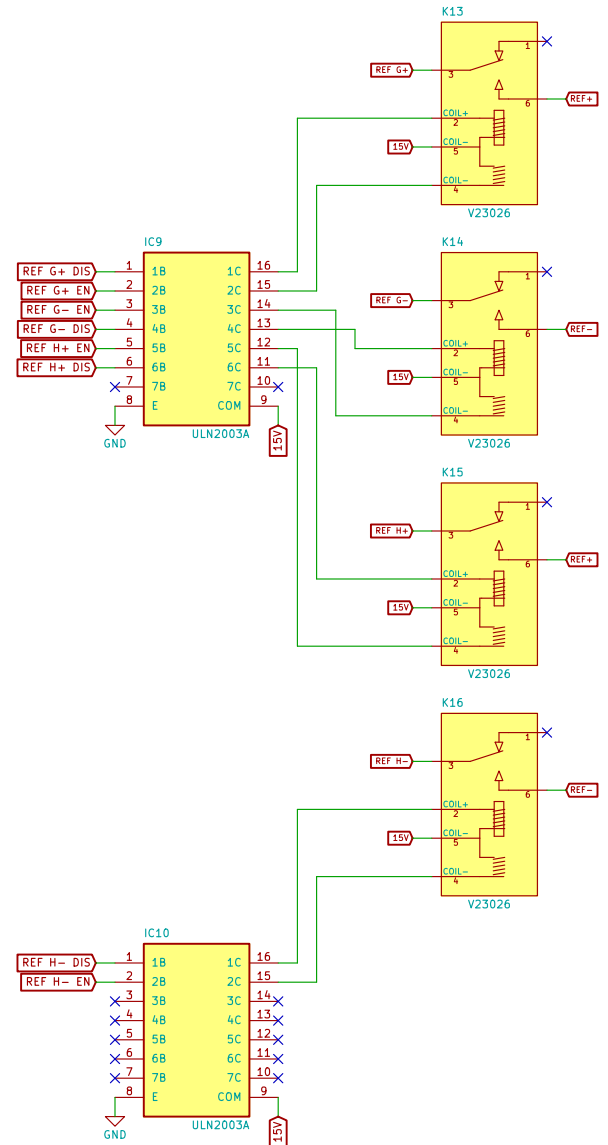 K13
1
REF G+
3
6
REF+
COIL+
2
15V
COIL-
5
COIL-
4
V23026
IC9
REF G+ DIS 1 1B 1C 16
REF G+ EN 2 2B 2C 15
REF G- EN 3 3B 3C 14
REF G- DIS 4 4B 4C 13
REF H+ EN 5 5B 5C 12
REF H+ DIS 6 6B 6C 11
7 7B 7C 10
8 E COM 9
GND
ULN2003A
15V
K14
1
REF G-
3
6
REF-
COIL+
2
15V
COIL-
5
COIL-
4
V23026
K15
1
REF H+
3
6
REF+
COIL+
2
15V
COIL-
5
COIL-
4
V23026
K16
1
REF H-
3
6
REF-
COIL+
2
15V
COIL-
5
COIL-
4
V23026
IC10
REF H- DIS 1 1B 1C 16
REF H- EN 2 2B 2C 15
3 3B 3C 14
4 4B 4C 13
5 5B 5C 12
6 6B 6C 11
7 7B 7C 10
8 E COM 9
GND
ULN2003A
15V